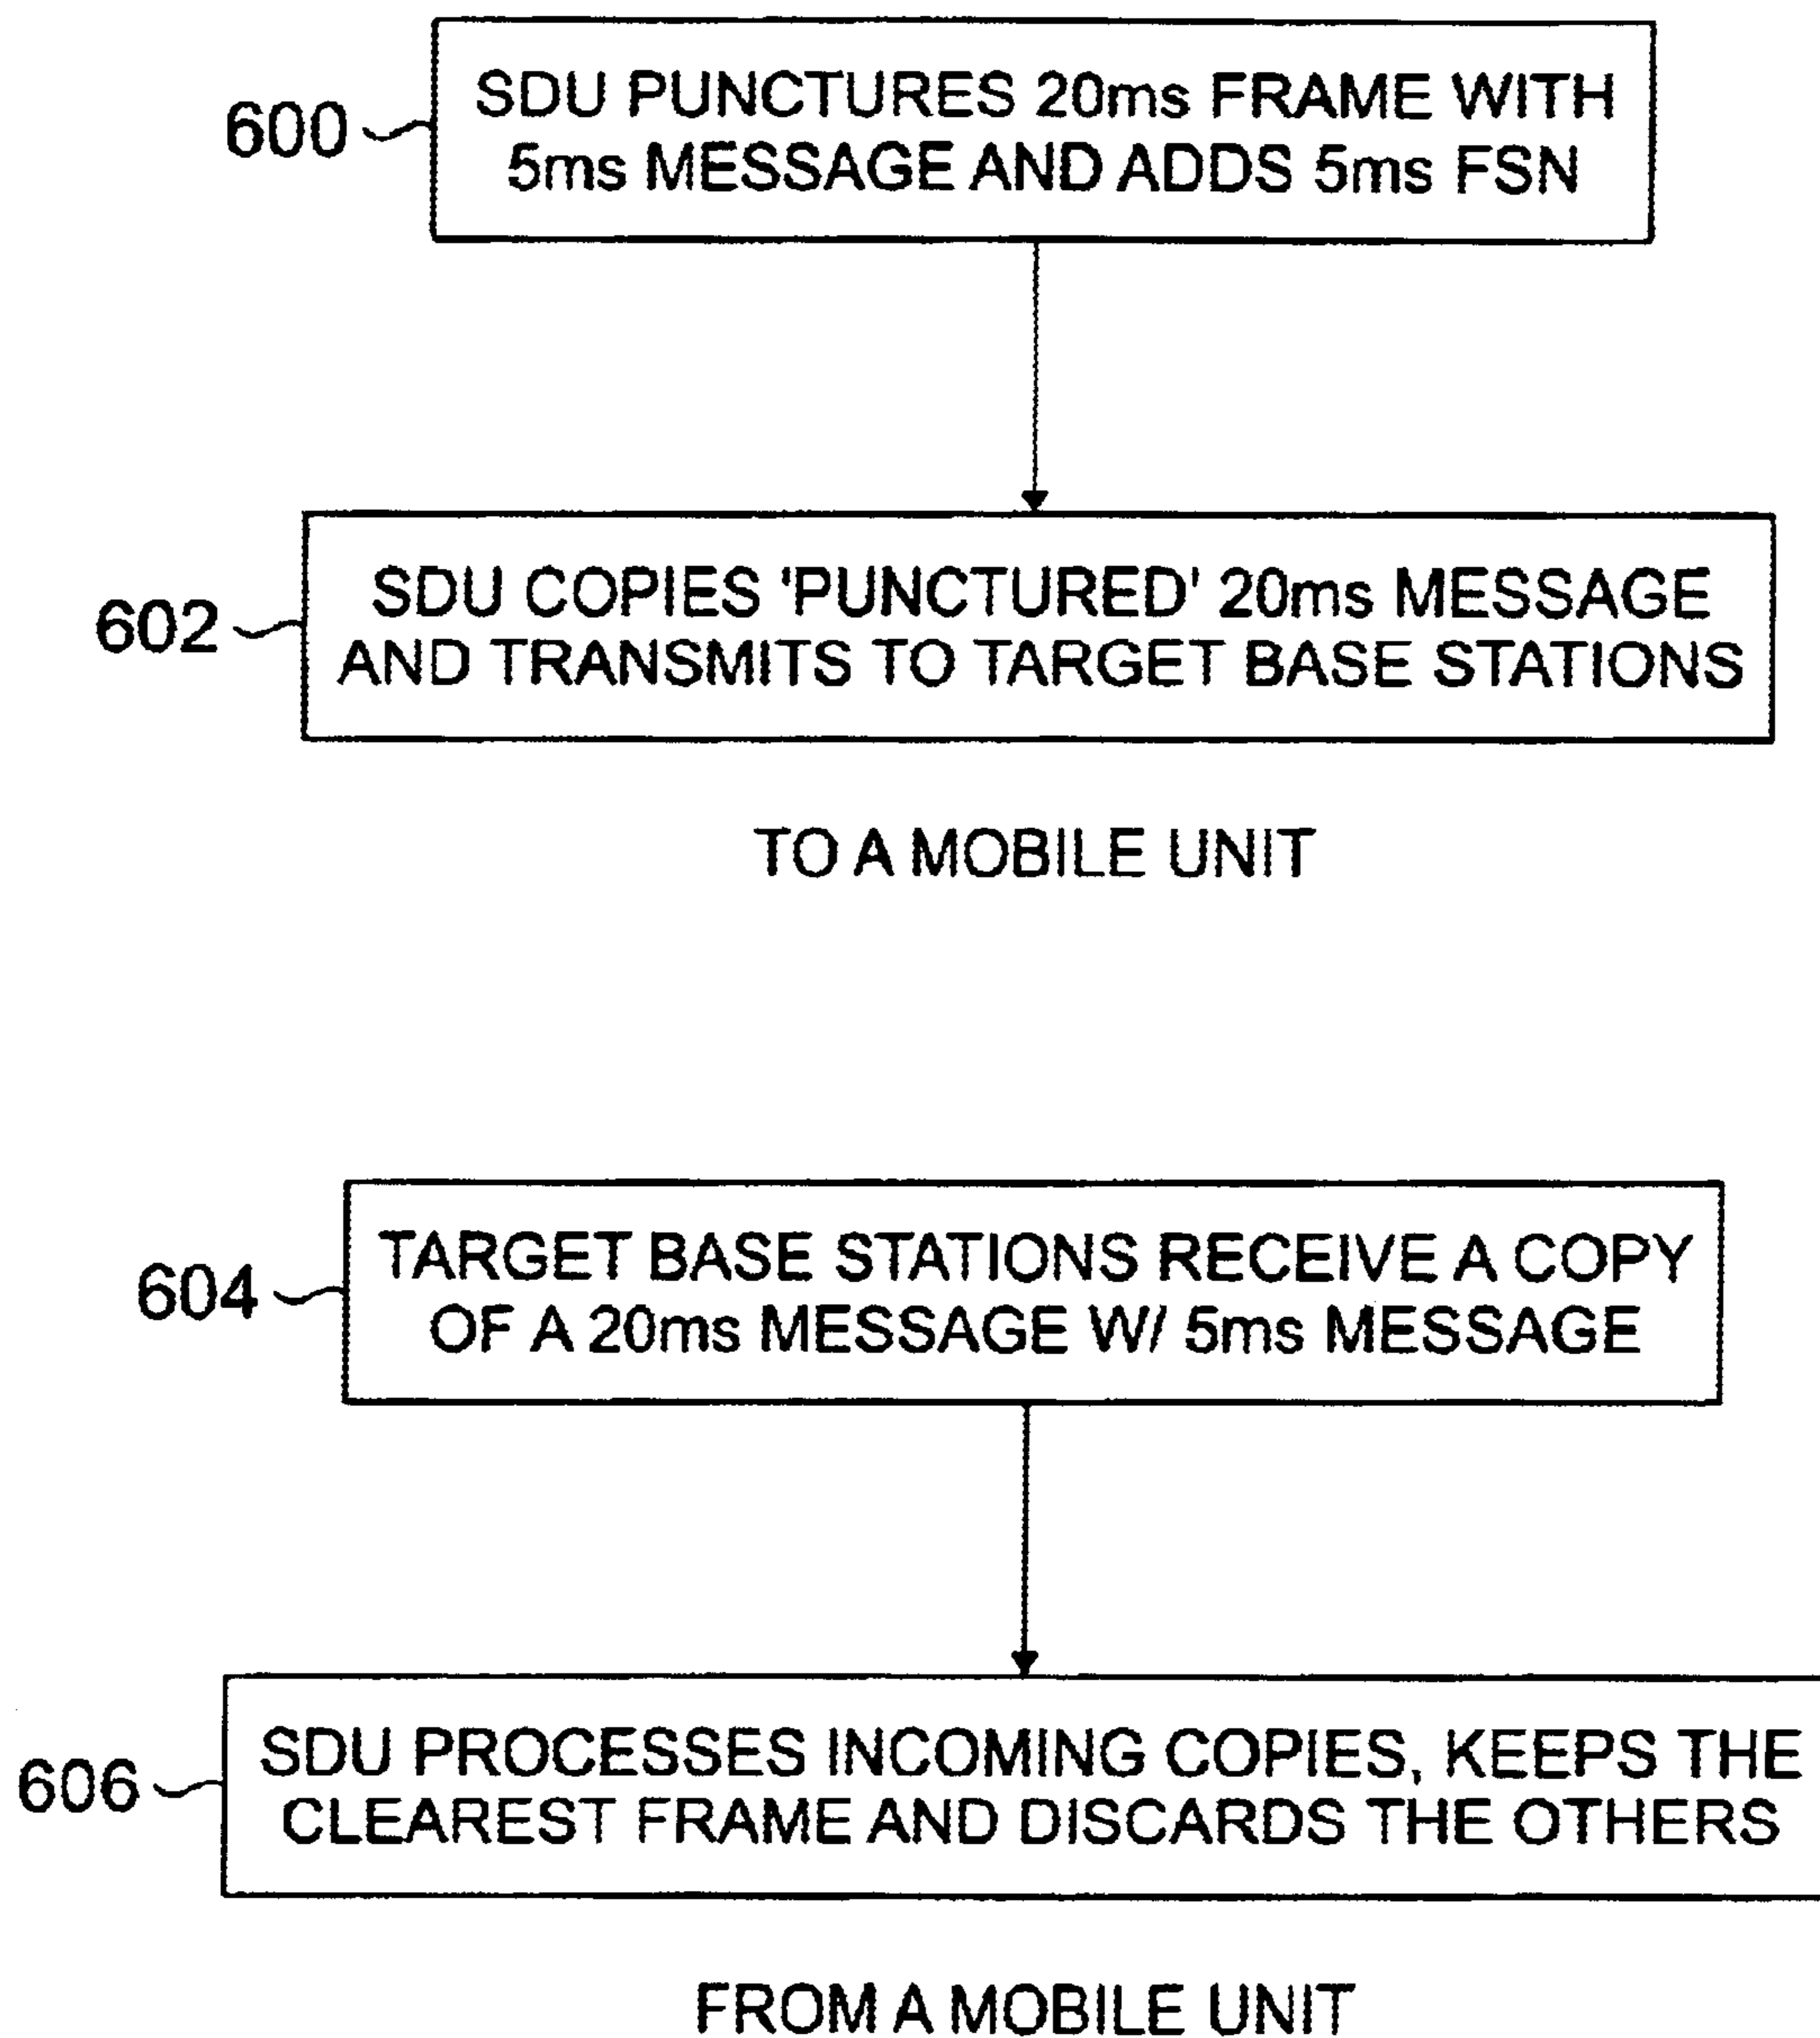 600
SDU PUNCTURES 20ms FRAME WITH
5ms MESSAGE AND ADDS 5ms FSN
602
SDU COPIES 'PUNCTURED' 20ms MESSAGE
AND TRANSMITS TO TARGET BASE STATIONS
TO A MOBILE UNIT
604
TARGET BASE STATIONS RECEIVE A COPY
OF A 20ms MESSAGE W/ 5ms MESSAGE
606
SDU PROCESSES INCOMING COPIES, KEEPS THE
CLEAREST FRAME AND DISCARDS THE OTHERS
FROM A MOBILE UNIT